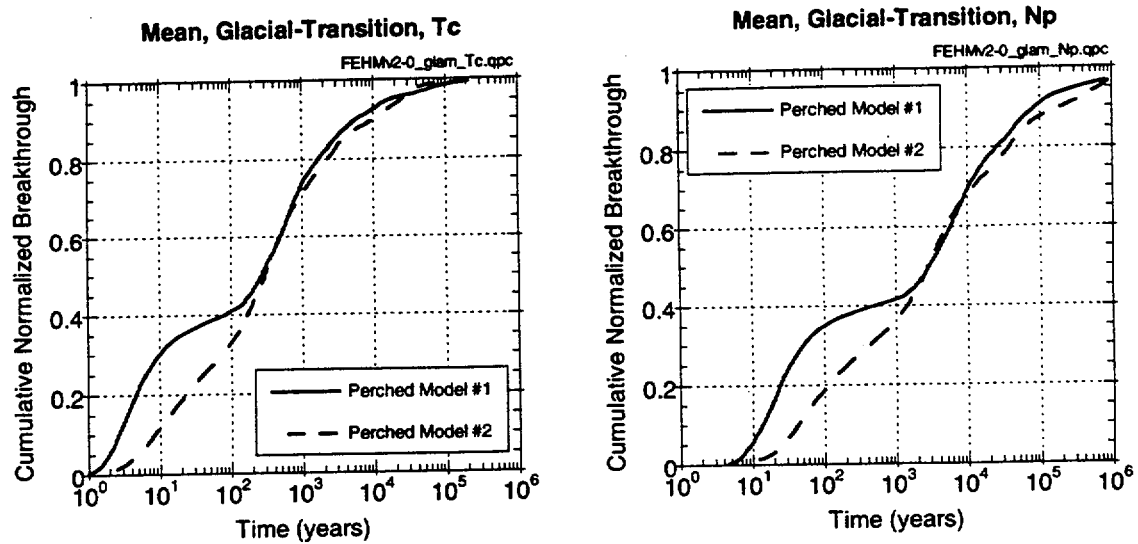 Mean, Glacial-Transition, Tc
FEHMv2-0_glam_Tc.qpc
Cumulative Normalized Breakthrough
1
0.8
0.6
0.4
0.2
0
Perched Model #1
Perched Model #2
10^0 10^1 10^2 10^3 10^4 10^5 10^6
Time (years)
Mean, Glacial-Transition, Np
FEHMv2-0_glam_Np.qpc
Cumulative Normalized Breakthrough
1
0.8
0.6
0.4
0.2
0
Perched Model #1
Perched Model #2
10^0 10^1 10^2 10^3 10^4 10^5 10^6
Time (years)